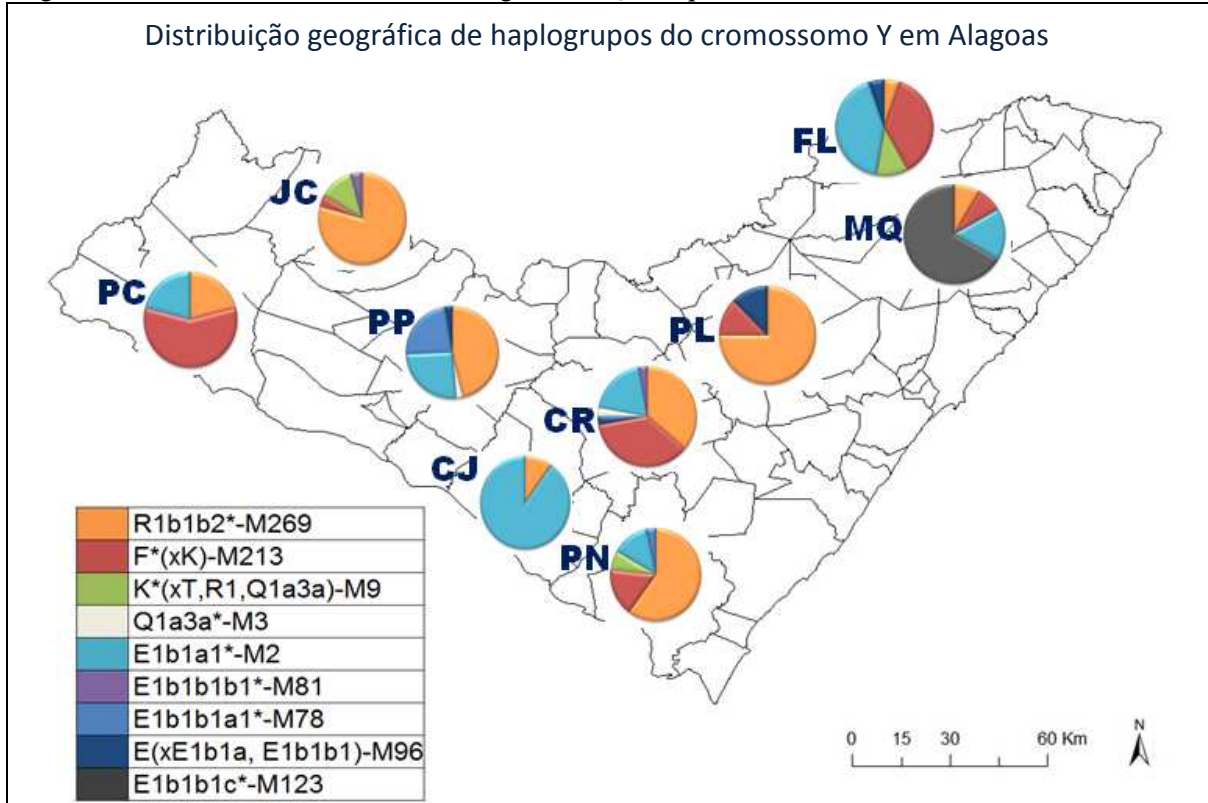 Distribuição geográfica de haplogrupos do cromossomo Y em Alagoas
FL
JC
MQ
PC
PP
PL
CR
CJ
PN
R1b1b2*-M269
F*(xK)-M213
K*(xT,R1,Q1a3a)-M9
Q1a3a*-M3
E1b1a1*-M2
E1b1b1b1*-M81
E1b1b1a1*-M78
E(xE1b1a, E1b1b1)-M96
E1b1b1c*-M123
0 15 30 60 Km
N